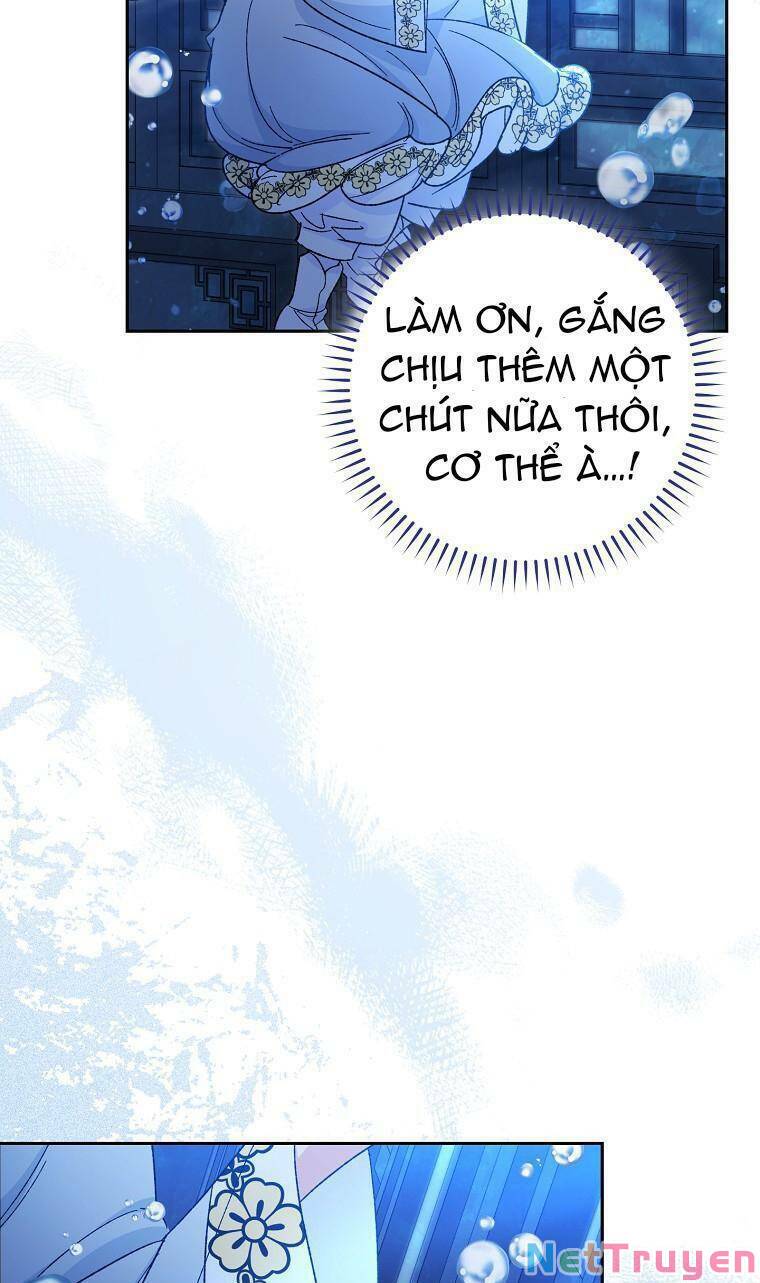 LÀM ƠN, GẮNG
CHỊU THÊM MỘT
CHÚT NỮA THÔI,
CƠ THỂ À...!
NetTruyen